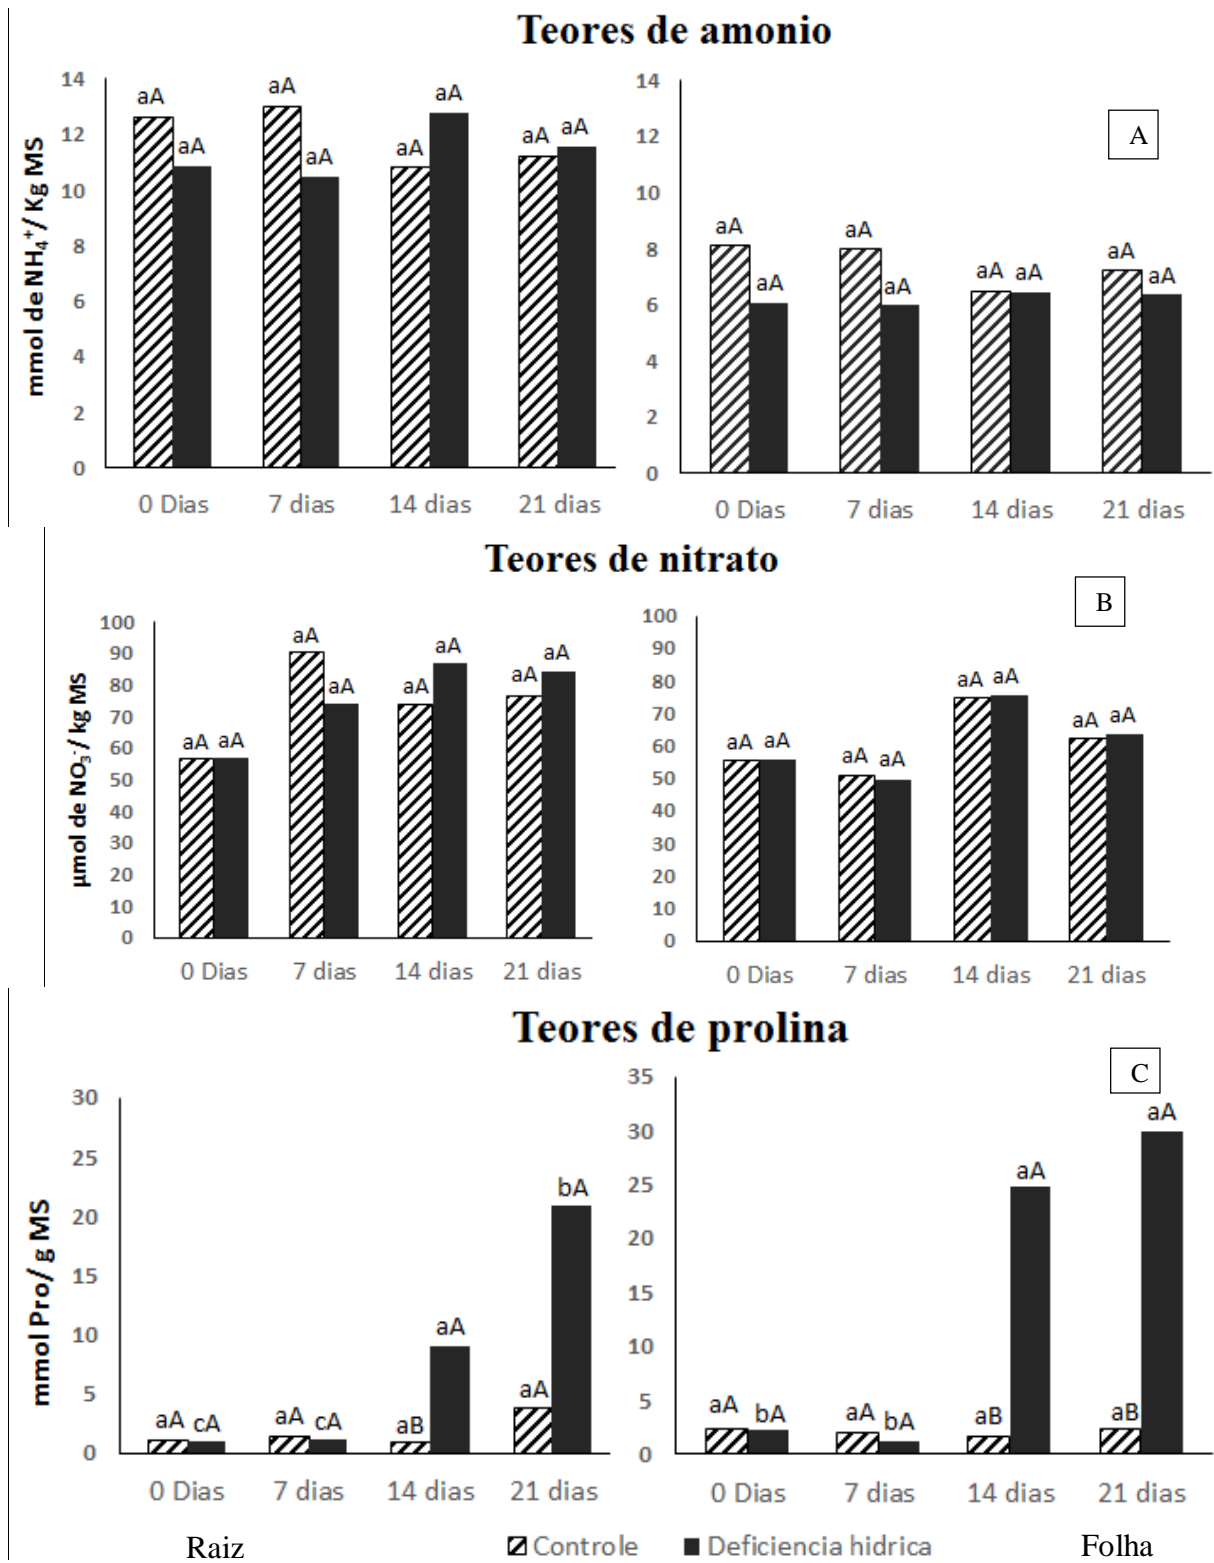 Teores de amonio
mmol de NH₄⁺/ Kg MS
14
12
10
8
6
4
2
0
aA aA aA aA aA aA aA aA
0 Dias 7 dias 14 dias 21 dias
A
14
12
10
8
6
4
2
0
aA aA aA aA aA aA aA aA
0 Dias 7 dias 14 dias 21 dias
Teores de nitrato
µmol de NO₃⁻/ kg MS
100
90
80
70
60
50
40
30
20
10
0
aA aA aA aA aA aA aA aA
0 Dias 7 dias 14 dias 21 dias
B
100
90
80
70
60
50
40
30
20
10
0
aA aA aA aA aA aA aA aA
0 Dias 7 dias 14 dias 21 dias
Teores de prolina
mmol Pro/ g MS
30
25
20
15
10
5
0
aA cA aA cA aB aA aA bA
0 Dias 7 dias 14 dias 21 dias
C
35
30
25
20
15
10
5
0
aA bA aA bA aB aA aB aA
0 Dias 7 dias 14 dias 21 dias
Raiz Controle Deficiencia hidrica Folha